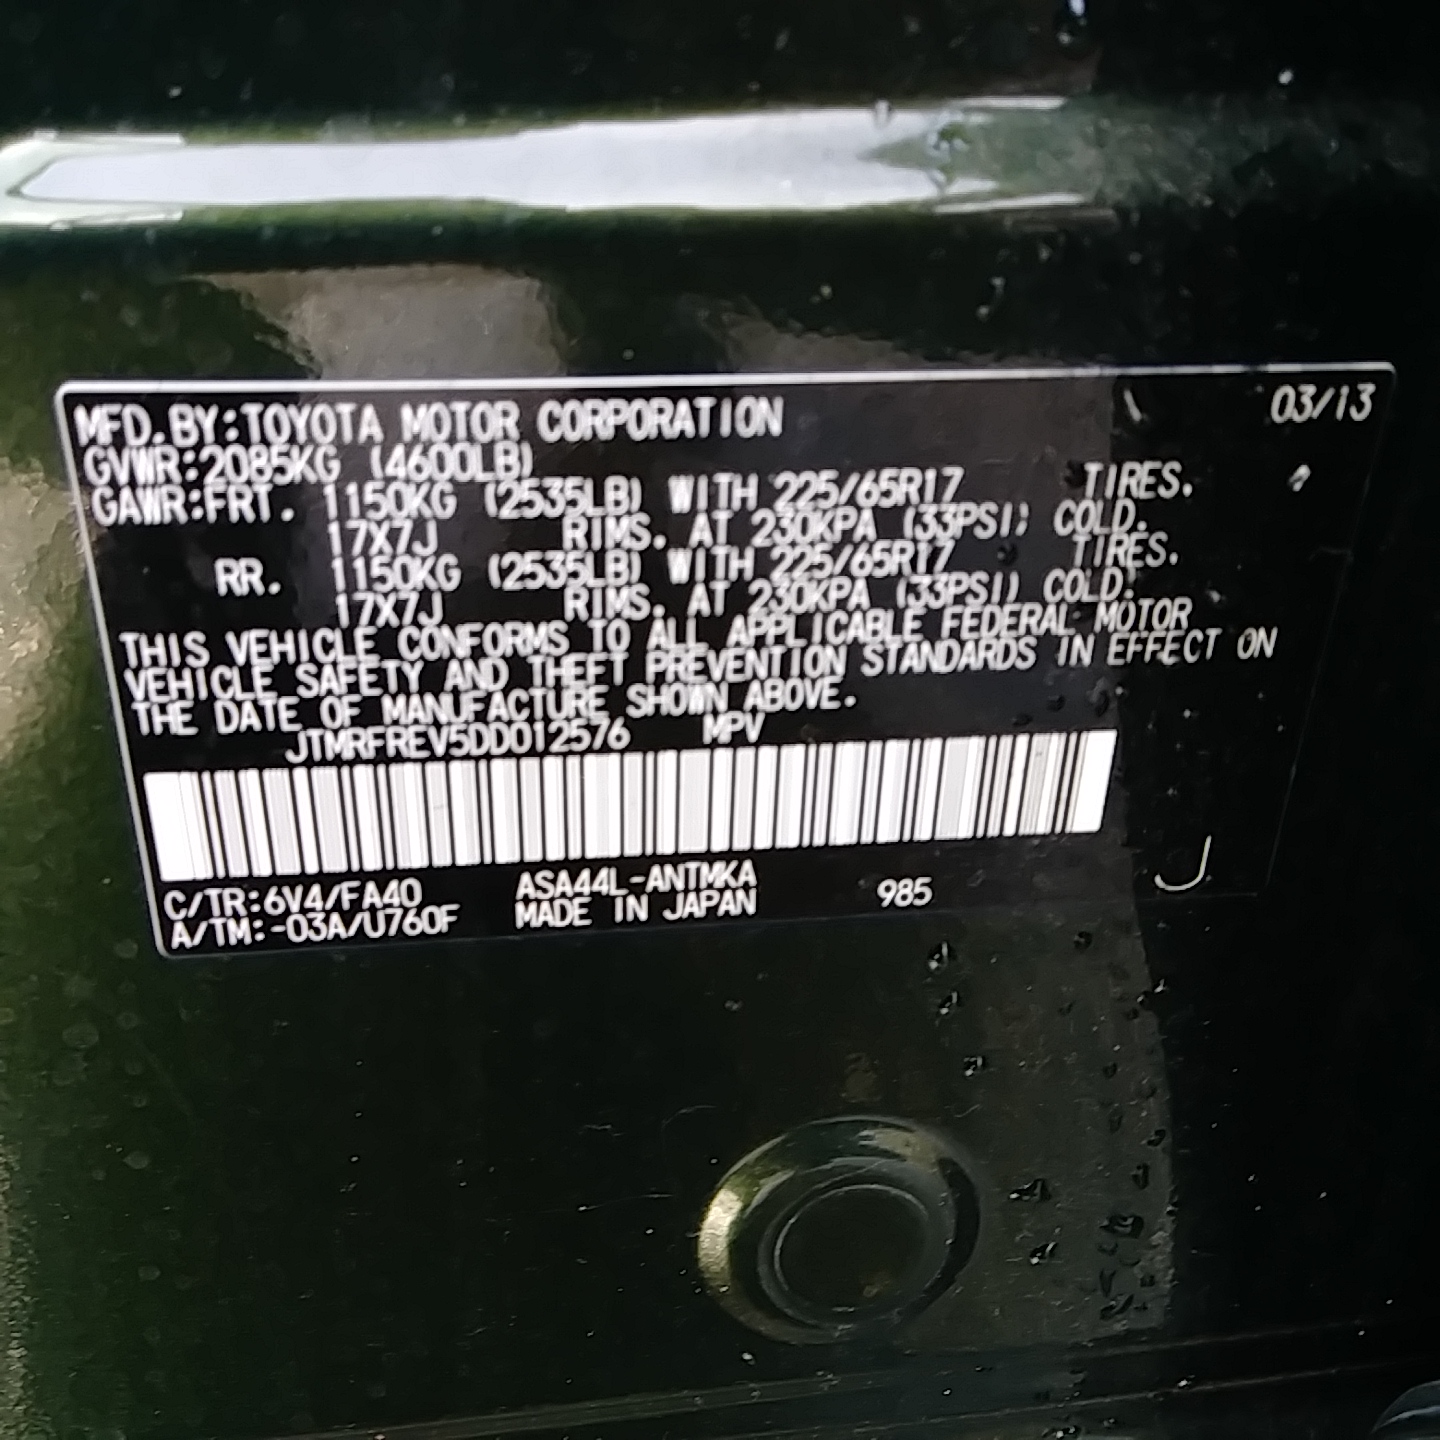 03/13
MFD. BY:TOYOTA MOTOR CORPORATION
GVWR:2085KG (4600LB)
GAWR:FRT. 1150KG (2535LB) WITH 225/65R17 TIRES.
17X7J RIMS. AT 230KPA (33PSI) COLD.
RR. 1150KG (2535LB) WITH 225/65R17 TIRES.
17X7J RIMS. AT 230KPA (33PSI) COLD.
THIS VEHICLE CONFORMS TO ALL APPLICABLE FEDERAL MOTOR
VEHICLE SAFETY AND THEFT PREVENTION STANDARDS IN EFFECT ON
THE DATE OF MANUFACTURE SHOWN ABOVE.
JTMRFREV5DD012576 MPV
C/TR:6V4/FA40 ASA44L-ANTMKA 985
A/TM:-03A/U760F MADE IN JAPAN
J